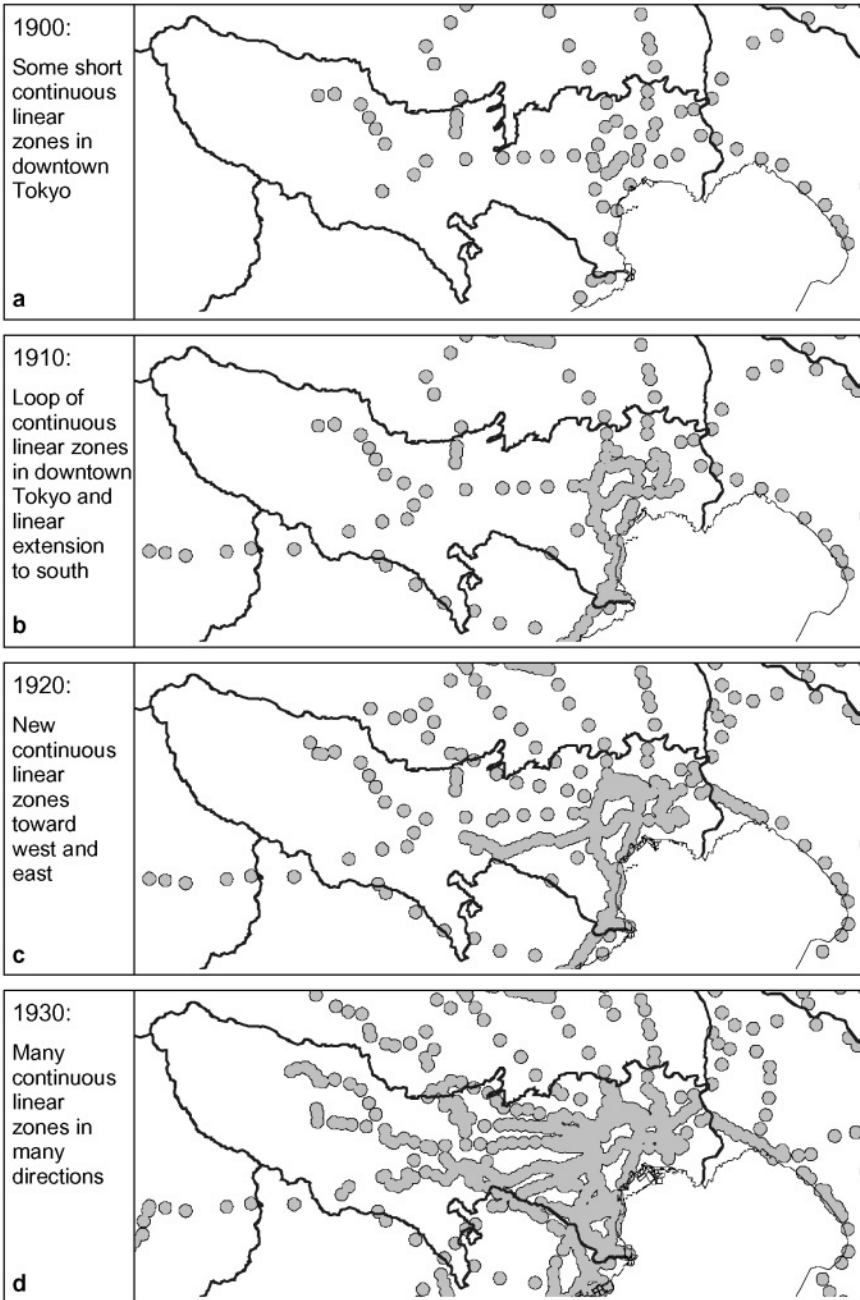 1900:
Some short
continuous
linear
zones in
downtown
Tokyo
a
1910:
Loop of
continuous
linear zones
in downtown
Tokyo and
linear
extension
to south
b
1920:
New
continuous
linear
zones
toward
west and
east
c
1930:
Many
continuous
linear
zones in
many
directions
d